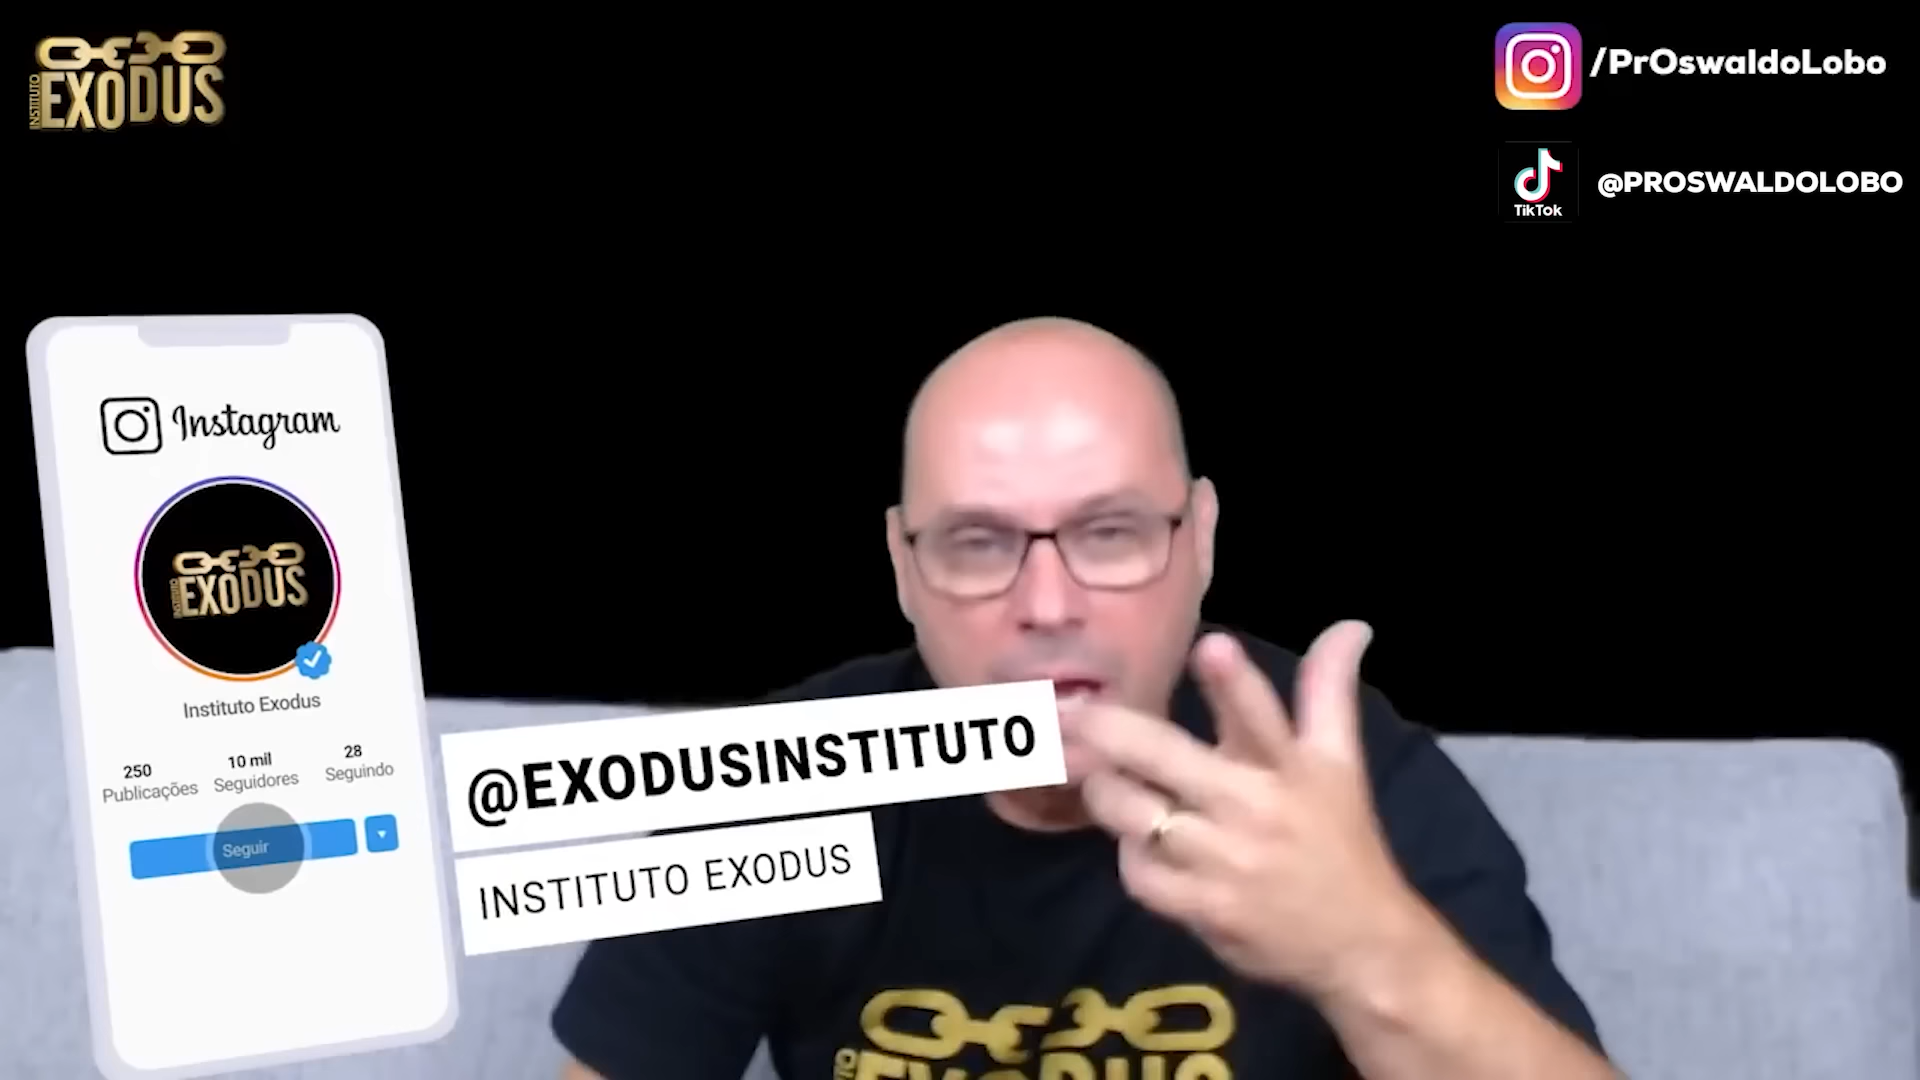 INSTITUTO
EXODUS
/PrOswaldoLobo
TikTok
@PROSWALDOLOBO
Instagram
INSTITUTO
EXODUS
Instituto Exodus
250
Publicações
10 mil
Seguidores
28
Seguindo
Seguir
@EXODUSINSTITUTO
INSTITUTO EXODUS
EXODUS